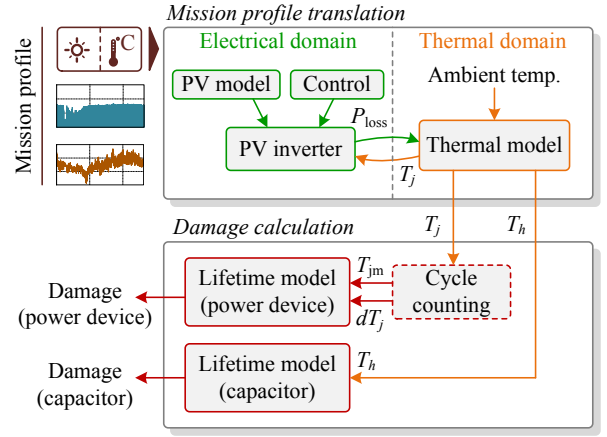 Mission profile translation
Mission profile
°C
Electrical domain
Thermal domain
PV model
Control
Ambient temp.
P_loss
PV inverter
Thermal model
T_j
T_j
T_h
Damage calculation
Lifetime model
(power device)
T_jm
dT_j
Cycle
counting
Damage
(power device)
Lifetime model
(capacitor)
T_h
Damage
(capacitor)